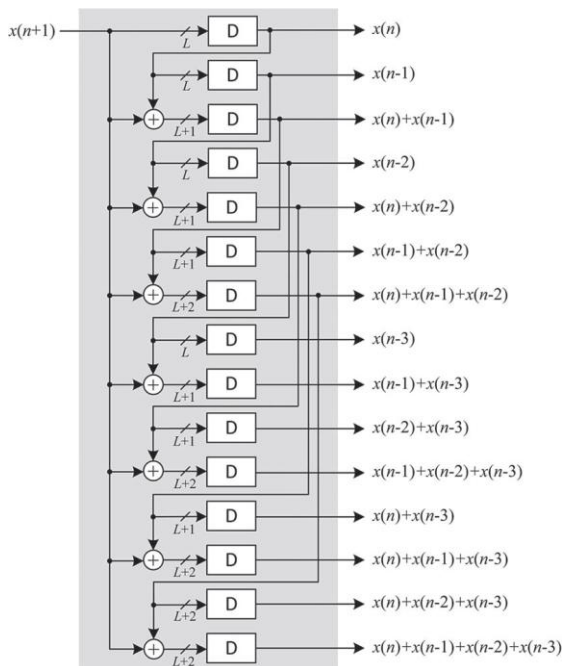 x(n+1) L D x(n)
L D x(n-1)
+ L+1 D x(n)+x(n-1)
L D x(n-2)
+ L+1 D x(n)+x(n-2)
L+1 D x(n-1)+x(n-2)
+ L+2 D x(n)+x(n-1)+x(n-2)
L D x(n-3)
+ L+1 D x(n-1)+x(n-3)
L+1 D x(n-2)+x(n-3)
+ L+2 D x(n-1)+x(n-2)+x(n-3)
L+1 D x(n)+x(n-3)
+ L+2 D x(n)+x(n-1)+x(n-3)
L+2 D x(n)+x(n-2)+x(n-3)
+ L+2 D x(n)+x(n-1)+x(n-2)+x(n-3)